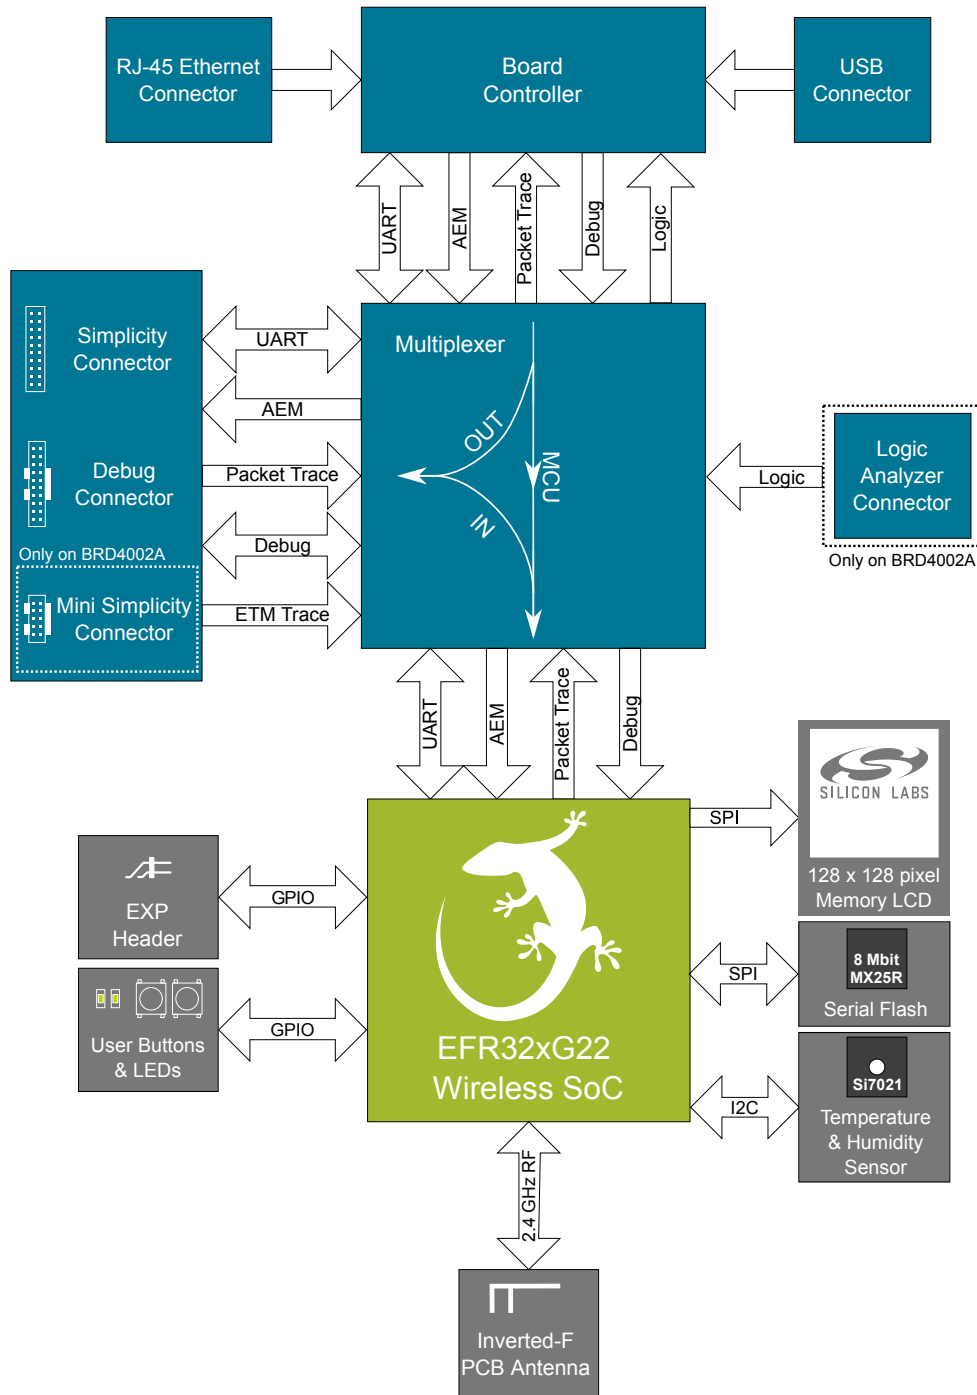 RJ-45 Ethernet
Connector
Board
Controller
USB
Connector
UART
AEM
Packet Trace
Debug
Logic
Simplicity
Connector
Debug
Connector
Only on BRD4002A
Mini Simplicity
Connector
UART
AEM
Packet Trace
Debug
ETM Trace
Multiplexer
OUT
MCU
IN
Logic
Logic
Analyzer
Connector
Only on BRD4002A
UART
AEM
Packet Trace
Debug
SPI
SILICON LABS
128 x 128 pixel
Memory LCD
EXP
Header
GPIO
User Buttons
& LEDs
GPIO
EFR32xG22
Wireless SoC
SPI
8 Mbit
MX25R
Serial Flash
I2C
Si7021
Temperature
& Humidity
Sensor
2.4 GHz RF
Inverted-F
PCB Antenna